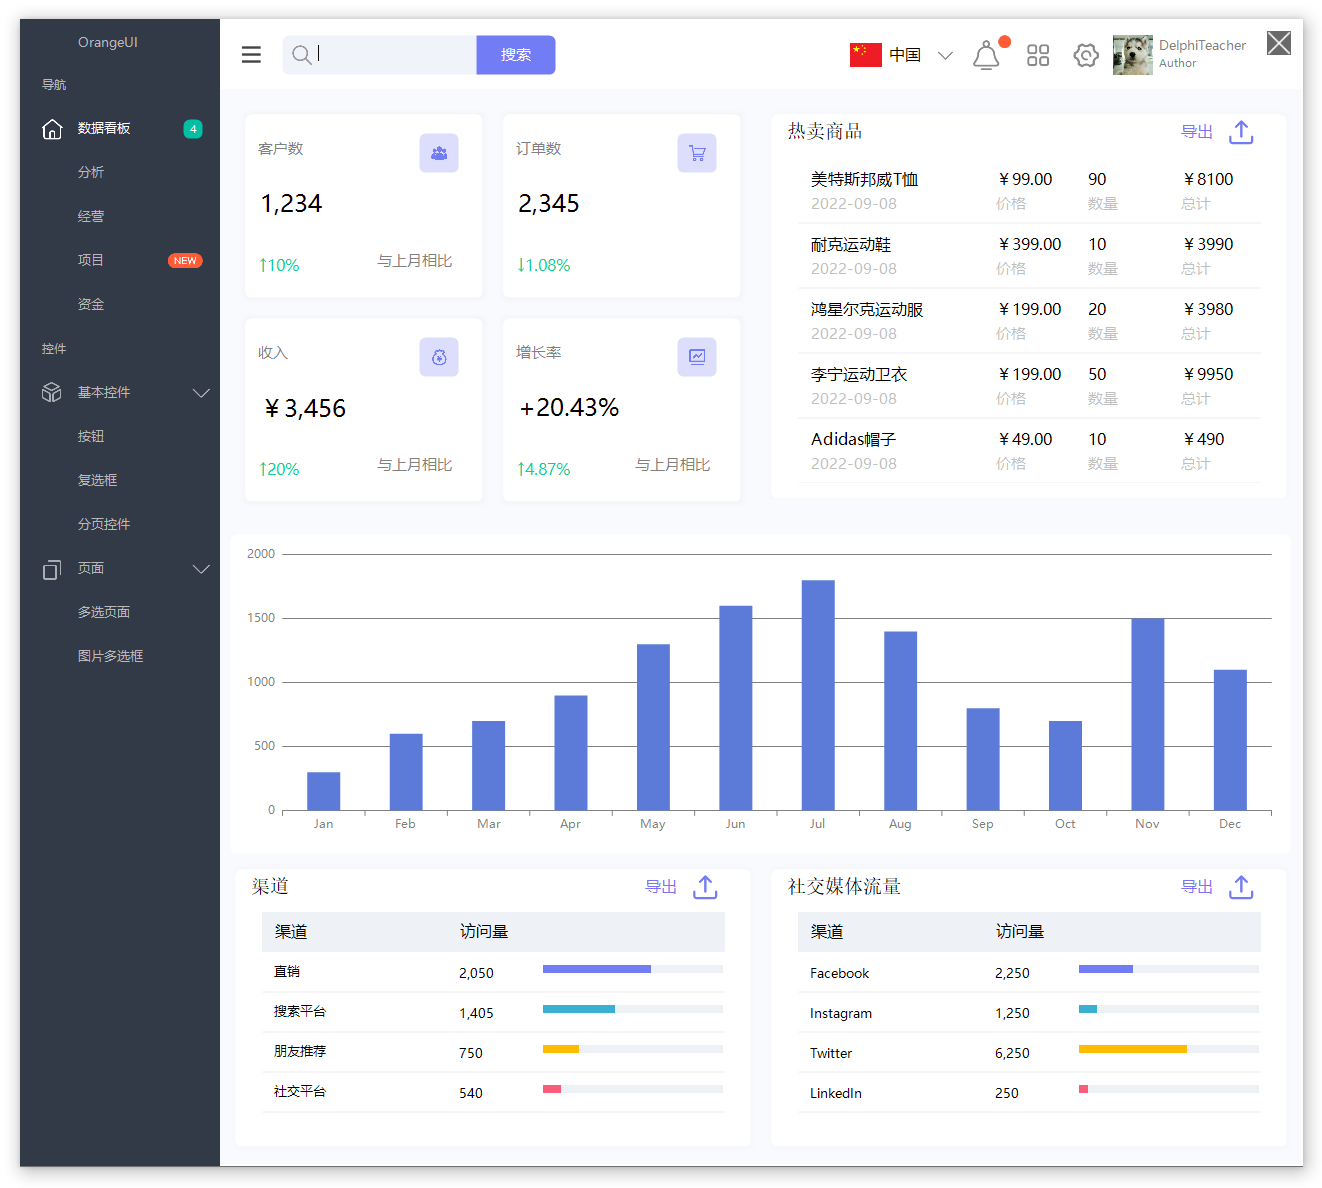 OrangeUI
导航
数据看板 4
分析
经营
项目 NEW
资金
控件
基本控件
按钮
复选框
分页控件
页面
多选页面
图片多选框
搜索
中国
DelphiTeacher
Author
客户数
1,234
↑10% 与上月相比
订单数
2,345
↓1.08%
收入
￥3,456
↑20% 与上月相比
增长率
+20.43%
↑4.87% 与上月相比
热卖商品 导出
美特斯邦威T恤 ￥99.00 90 ￥8100
2022-09-08 价格 数量 总计
耐克运动鞋 ￥399.00 10 ￥3990
2022-09-08 价格 数量 总计
鸿星尔克运动服 ￥199.00 20 ￥3980
2022-09-08 价格 数量 总计
李宁运动卫衣 ￥199.00 50 ￥9950
2022-09-08 价格 数量 总计
Adidas帽子 ￥49.00 10 ￥490
2022-09-08 价格 数量 总计
2000
1500
1000
500
0
Jan Feb Mar Apr May Jun Jul Aug Sep Oct Nov Dec
渠道 导出
渠道 访问量
直销 2,050
搜索平台 1,405
朋友推荐 750
社交平台 540
社交媒体流量 导出
渠道 访问量
Facebook 2,250
Instagram 1,250
Twitter 6,250
LinkedIn 250